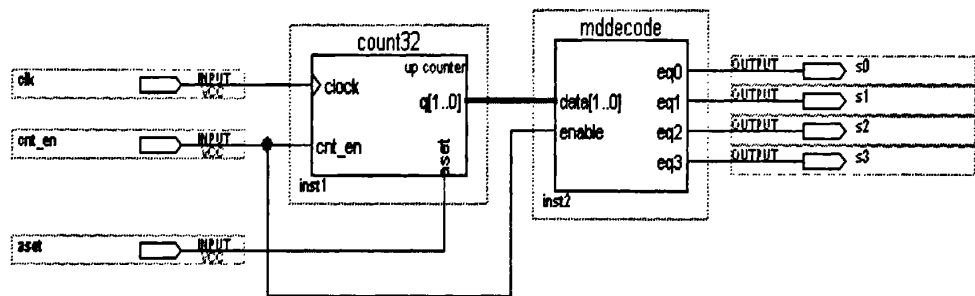 count32
mddecode
up counter
clk
INPUT
VCC
clock
q[1..0]
data[1..0]
eq0
OUTPUT
s0
eq1
OUTPUT
s1
cnt_en
INPUT
VCC
cnt_en
aset
enable
eq2
OUTPUT
s2
eq3
OUTPUT
s3
inst1
inst2
aset
INPUT
VCC